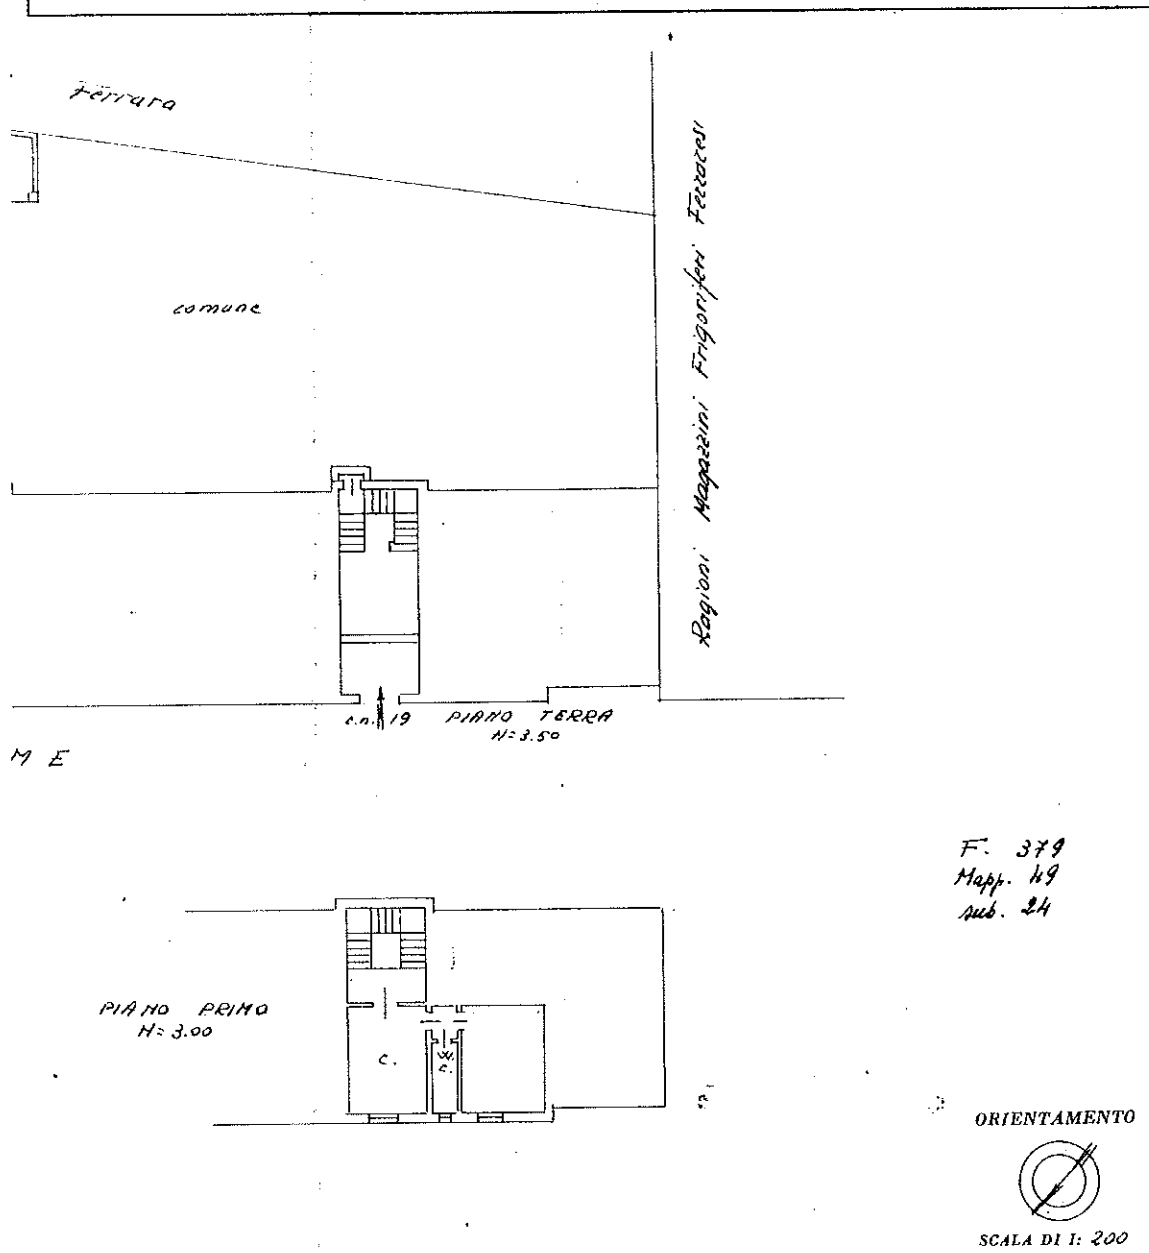 Ferrara
comune
Ragioni Magazzini Frigoriferi Ferraresi
c.n. 19 PIANO TERRA
H=3.50
M E
F. 379
Mapp. 49
sub. 24
PIANO PRIMO
H=3.00
c.
w.
c.
ORIENTAMENTO
SCALA DI 1: 200